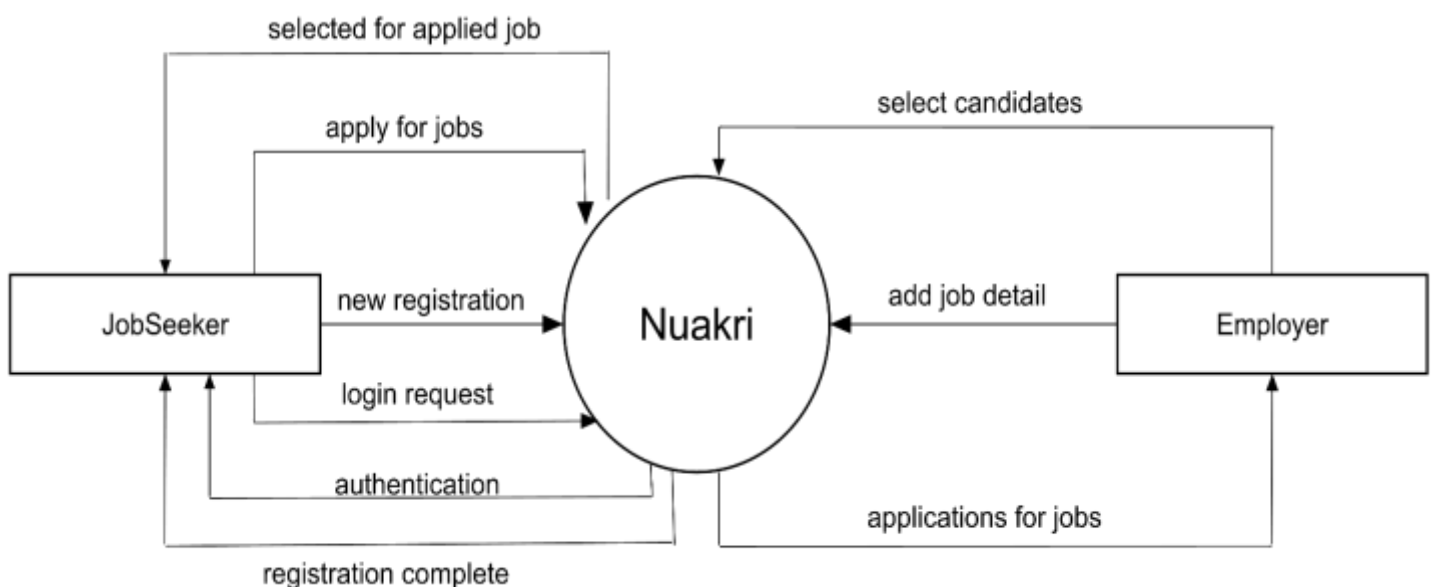 selected for applied job
select candidates
apply for jobs
new registration
add job detail
JobSeeker
Nuakri
Employer
login request
authentication
applications for jobs
registration complete